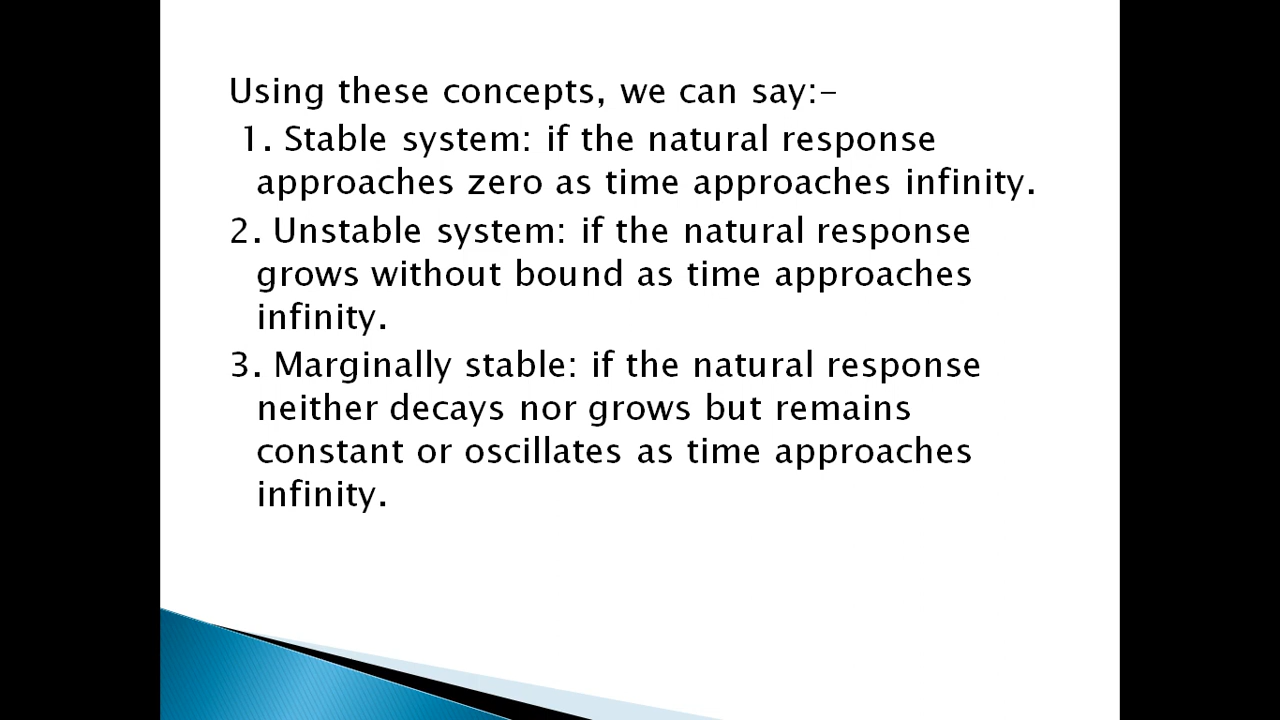 Using these concepts, we can say:-
1. Stable system: if the natural response
approaches zero as time approaches infinity.
2. Unstable system: if the natural response
grows without bound as time approaches
infinity.
3. Marginally stable: if the natural response
neither decays nor grows but remains
constant or oscillates as time approaches
infinity.